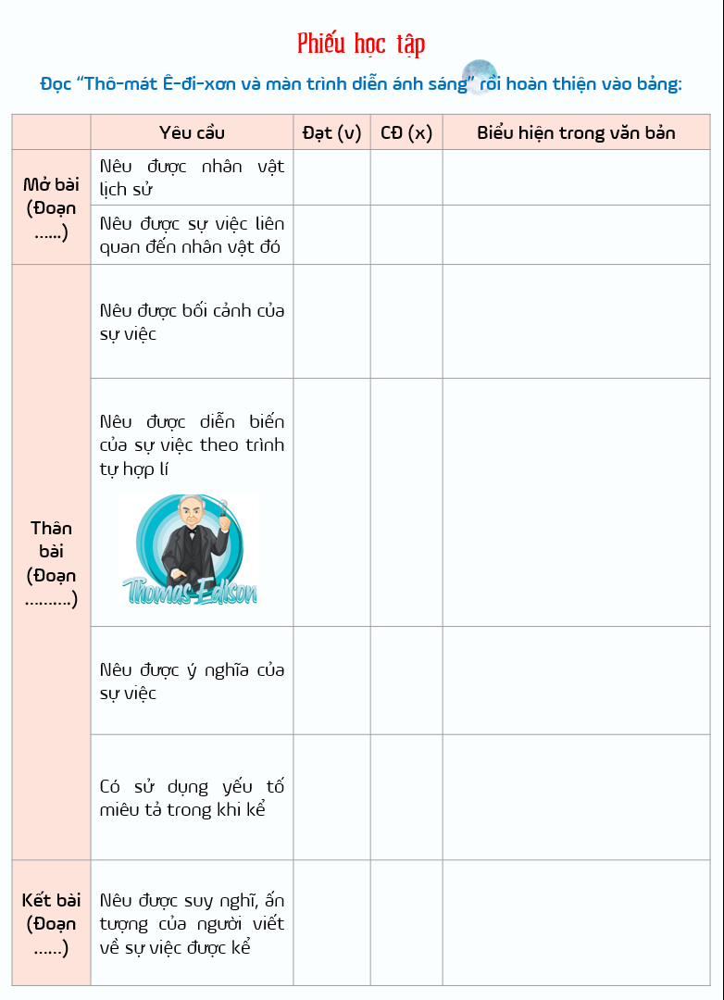 Phiếu học tập
Đọc “Thô-mát Ê-đi-xơn và màn trình diễn ánh sáng” rồi hoàn thiện vào bảng:
Yêu cầu
Đạt (v)
CĐ (x)
Biểu hiện trong văn bản
Mở bài
(Đoạn
......)
Nêu được nhân vật
lịch sử
Nêu được sự việc liên
quan đến nhân vật đó
Thân
bài
(Đoạn
..........)
Nêu được bối cảnh của
sự việc
Nêu được diễn biến
của sự việc theo trình
tự hợp lí
Thomas Edison
Nêu được ý nghĩa của
sự việc
Có sử dụng yếu tố
miêu tả trong khi kể
Kết bài
(Đoạn
......)
Nêu được suy nghĩ, ấn
tượng của người viết
về sự việc được kể